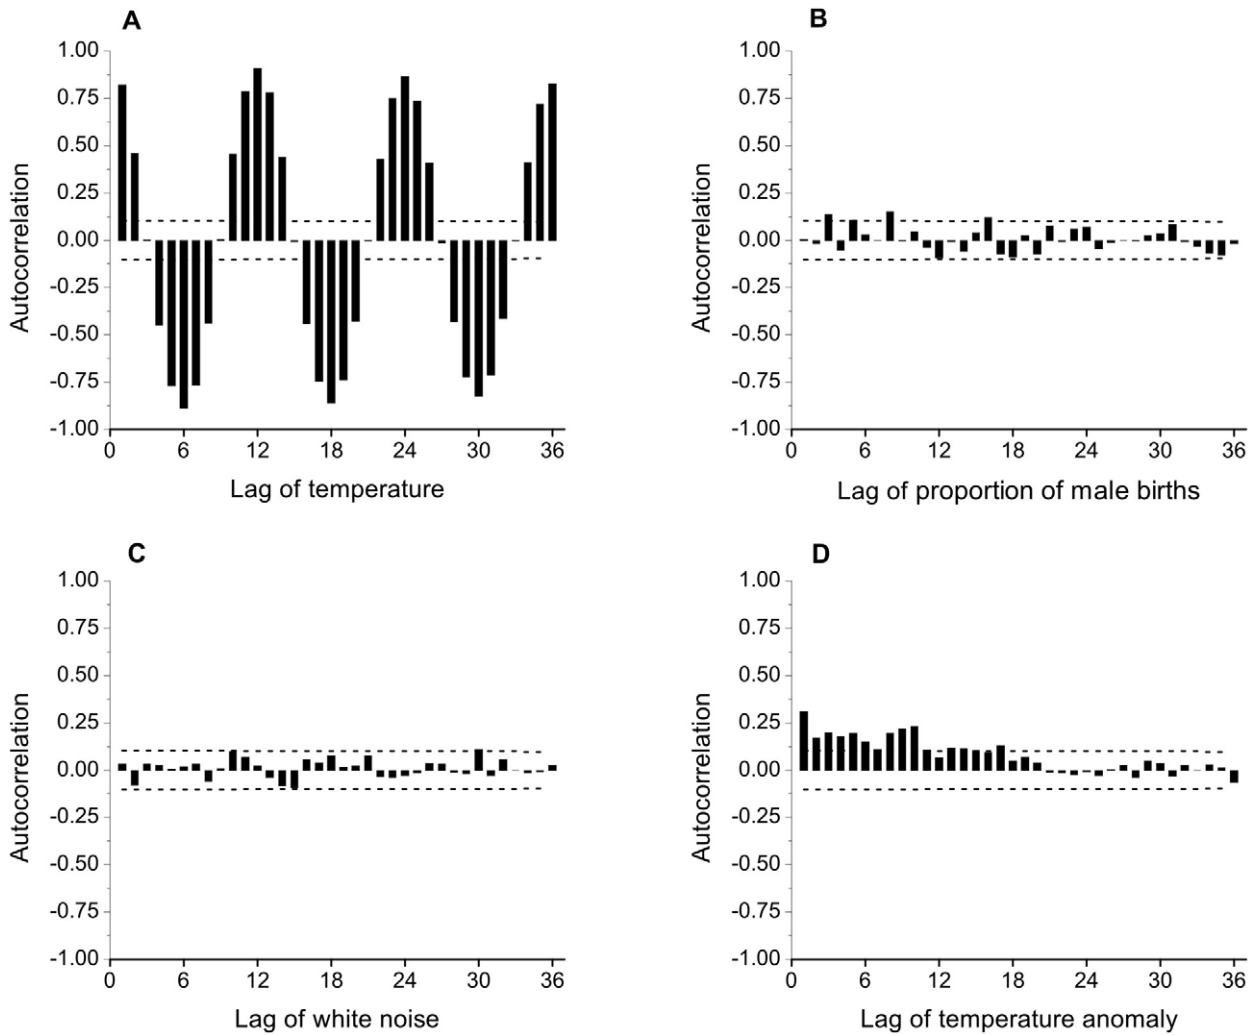 A
1.00
0.75
0.50
0.25
0.00
-0.25
-0.50
-0.75
-1.00
Autocorrelation
0 6 12 18 24 30 36
Lag of temperature
B
1.00
0.75
0.50
0.25
0.00
-0.25
-0.50
-0.75
-1.00
Autocorrelation
0 6 12 18 24 30 36
Lag of proportion of male births
C
1.00
0.75
0.50
0.25
0.00
-0.25
-0.50
-0.75
-1.00
Autocorrelation
0 6 12 18 24 30 36
Lag of white noise
D
1.00
0.75
0.50
0.25
0.00
-0.25
-0.50
-0.75
-1.00
Autocorrelation
0 6 12 18 24 30 36
Lag of temperature anomaly